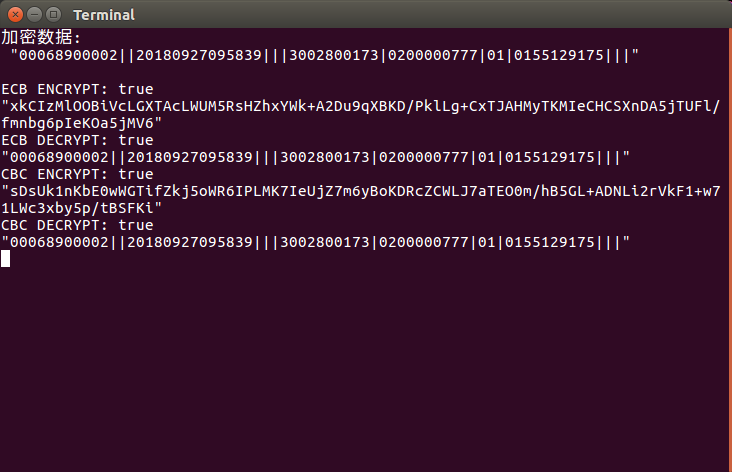 Terminal
加密数据:
"00068900002||20180927095839|||3002800173|0200000777|01|0155129175|||"
ECB ENCRYPT: true
"xkCIzMlOOBiVcLGXTAcLWUM5RsHZhxYWk+A2Du9qXBKD/PklLg+CxTJAHMyTKMIeCHCSXnDA5jTUFl/
fmnbg6pIeKOa5jMV6"
ECB DECRYPT: true
"00068900002||20180927095839|||3002800173|0200000777|01|0155129175|||"
CBC ENCRYPT: true
"sDsUk1nKbE0wWGTifZkj5oWR6IPLMK7IeUjZ7m6yBoKDRcZCWLJ7aTEO0m/hB5GL+ADNLi2rVkF1+w7
1LWc3xby5p/tBSFKi"
CBC DECRYPT: true
"00068900002||20180927095839|||3002800173|0200000777|01|0155129175|||"